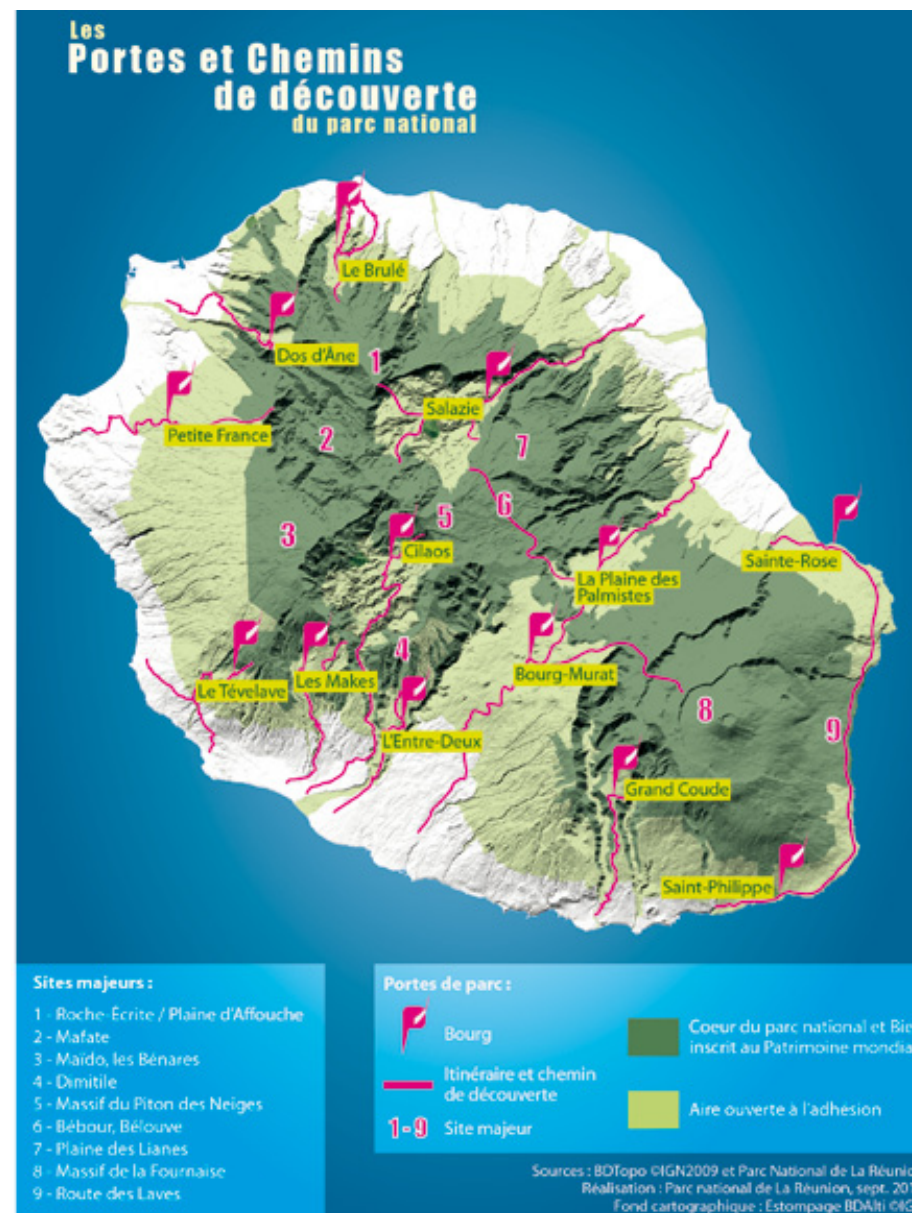 Les
Portes et Chemins
de découverte
du parc national
Le Brulé
Dos d'Âne
1
Salazie
Petite France
2
7
6
3
5
Cilaos
La Plaine des
Palmistes
Sainte-Rose
4
Le Tévelave
Les Makes
Bourg-Murat
L'Entre-Deux
8
9
Grand Coude
Saint-Philippe
Sites majeurs :
1 - Roche-Écrite / Plaine d'Affouche
2 - Mafate
3 - Maïdo, les Bénares
4 - Dimitile
5 - Massif du Piton des Neiges
6 - Bébour, Bélouve
7 - Plaine des Lianes
8 - Massif de la Fournaise
9 - Route des Laves
Portes de parc :
Bourg
Itinéraire et chemin
de découverte
1-9 Site majeur
Coeur du parc national et Bie
inscrit au Patrimoine mondia
Aire ouverte à l'adhésion
Sources : BDTopo ©IGN2009 et Parc National de La Réunio
Réalisation : Parc national de La Réunion, sept. 201
Fond cartographique : Estompage BDAlti ©IG